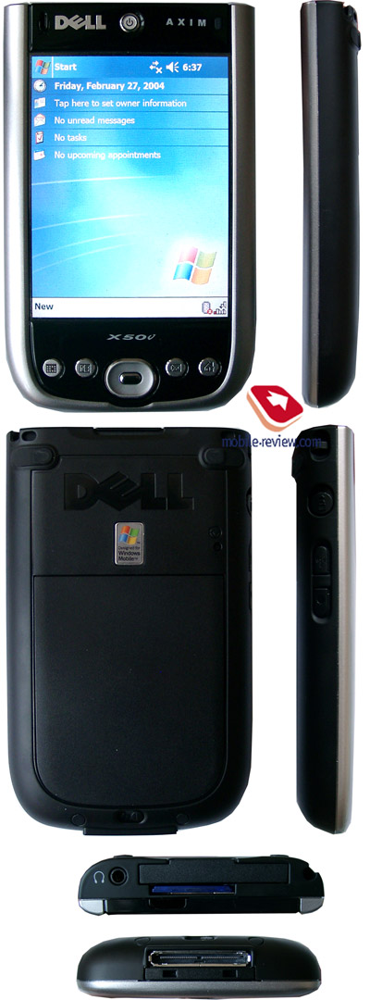 DELL
AXIM
Start
6:37
Friday, February 27, 2004
Tap here to set owner information
No unread messages
No tasks
No upcoming appointments
New
X50v
mobile-review.com
DELL
Designed for
Windows
Mobile™